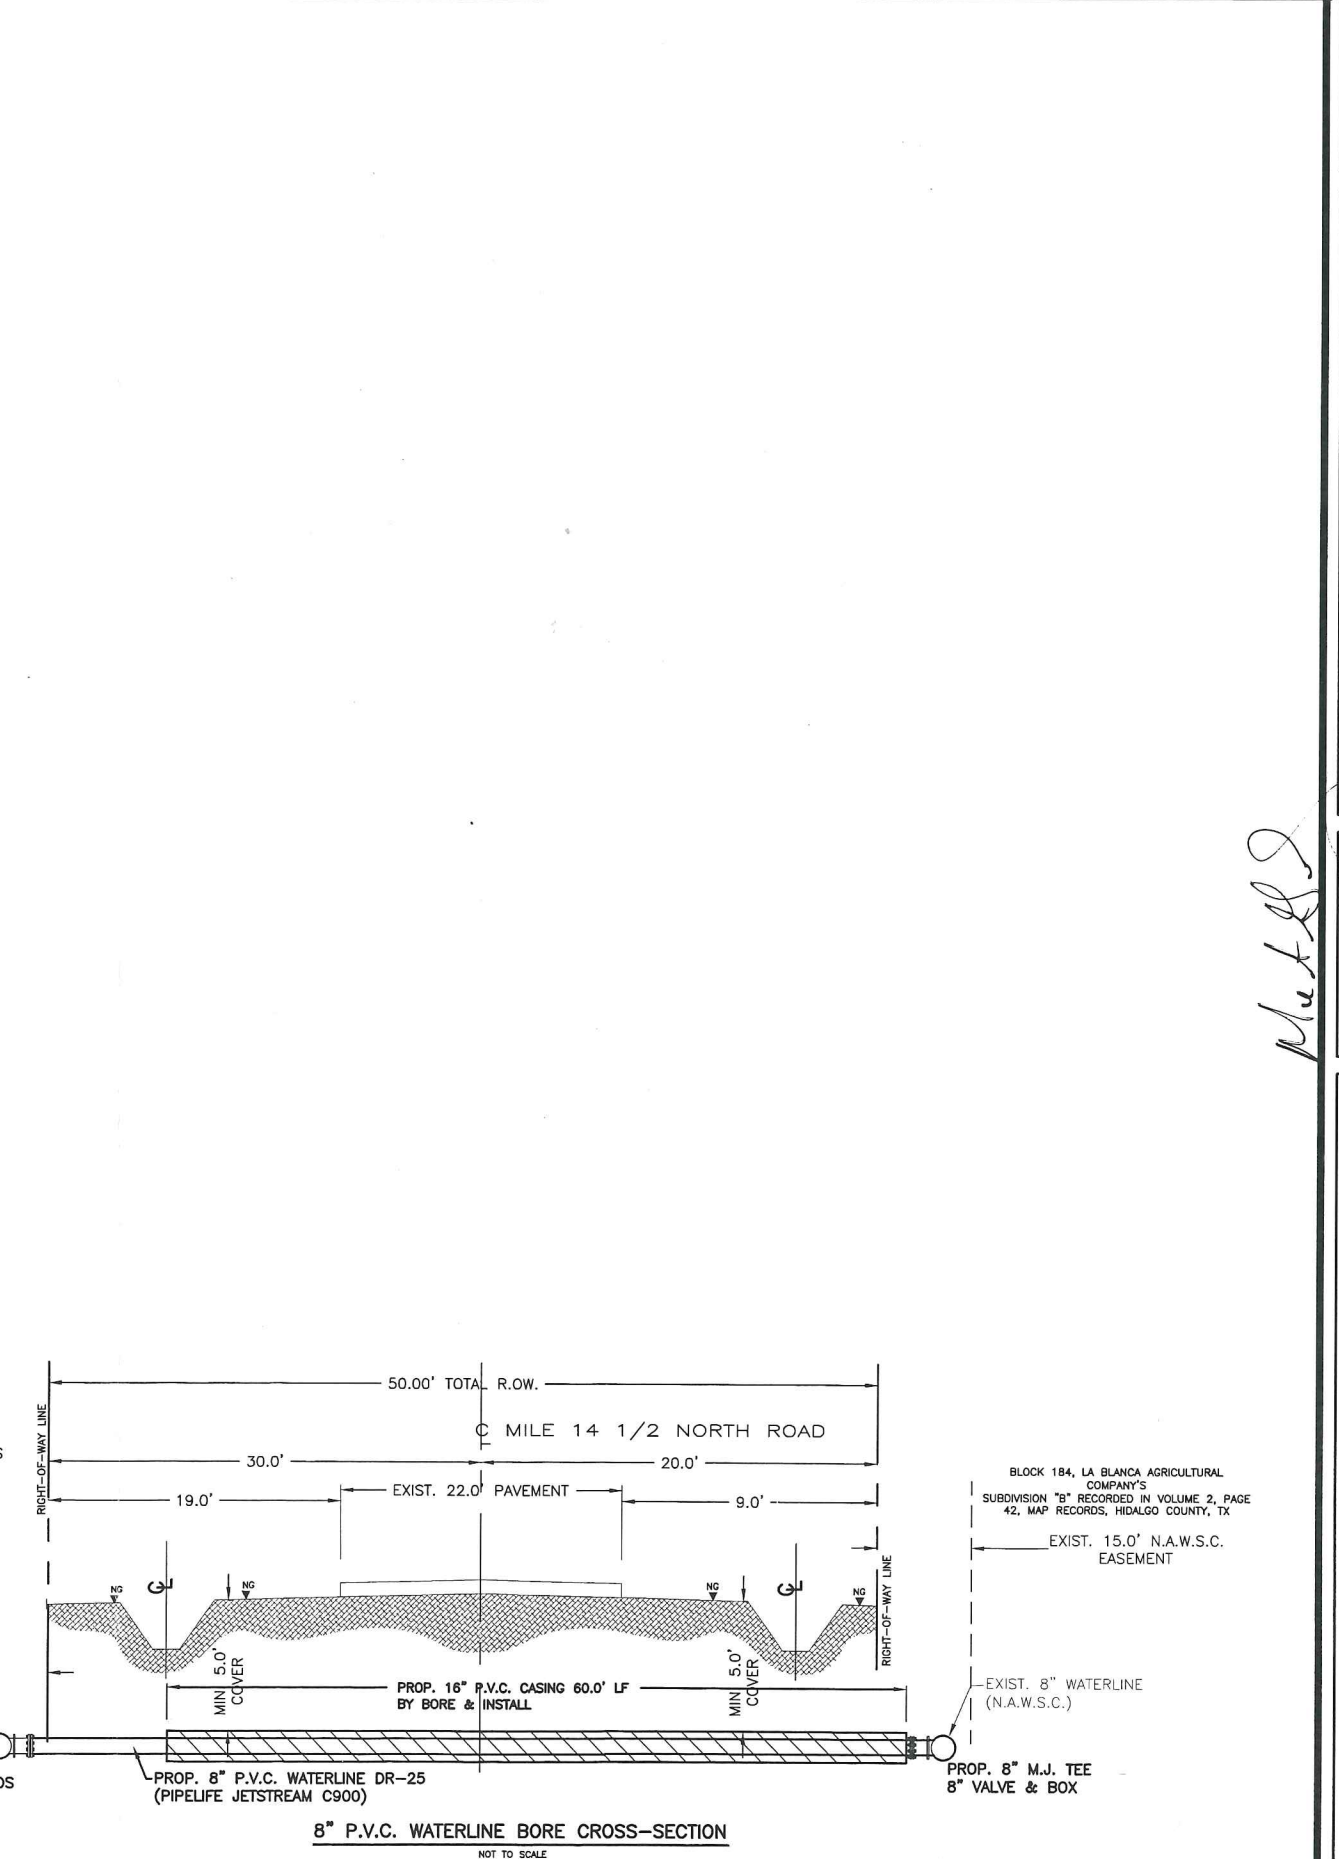 50.00' TOTAL R.OW.
℄ MILE 14 1/2 NORTH ROAD
RIGHT-OF-WAY LINE
30.0'
20.0'
19.0'
EXIST. 22.0' PAVEMENT
9.0'
BLOCK 184, LA BLANCA AGRICULTURAL
COMPANY'S
SUBDIVISION "B" RECORDED IN VOLUME 2, PAGE
42, MAP RECORDS, HIDALGO COUNTY, TX
EXIST. 15.0' N.A.W.S.C.
EASEMENT
NG
℄
NG
NG
℄
NG
RIGHT-OF-WAY LINE
MIN 5.0'
COVER
PROP. 16" P.V.C. CASING 60.0' LF
BY BORE & INSTALL
MIN 5.0'
COVER
EXIST. 8" WATERLINE
(N.A.W.S.C.)
PROP. 8" P.V.C. WATERLINE DR-25
(PIPELIFE JETSTREAM C900)
PROP. 8" M.J. TEE
8" VALVE & BOX
8" P.V.C. WATERLINE BORE CROSS-SECTION
NOT TO SCALE